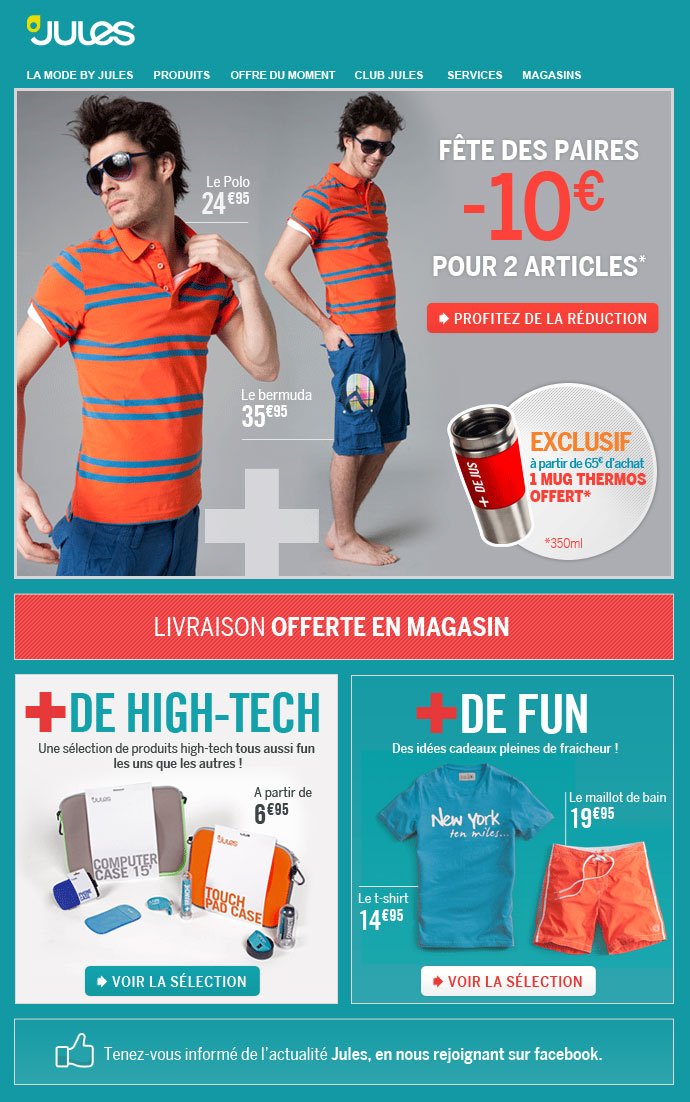 Jules
LA MODE BY JULES PRODUITS OFFRE DU MOMENT CLUB JULES SERVICES MAGASINS
FÊTE DES PAIRES
-10€
POUR 2 ARTICLES*
PROFITEZ DE LA RÉDUCTION
Le Polo
24€95
Le bermuda
35€95
+ DE JUS
EXCLUSIF
à partir de 65€ d'achat
1 MUG THERMOS
OFFERT*
*350ml
LIVRAISON OFFERTE EN MAGASIN
+ DE HIGH-TECH
Une sélection de produits high-tech tous aussi fun
les uns que les autres !
A partir de
6€95
Jules
COMPUTER
CASE 15'
Jules
TOUCH
PAD CASE
VOIR LA SÉLECTION
+ DE FUN
Des idées cadeaux pleines de fraicheur !
New York
ten miles...
Le maillot de bain
19€95
Le t-shirt
14€95
VOIR LA SÉLECTION
Tenez-vous informé de l'actualité Jules, en nous rejoignant sur facebook.